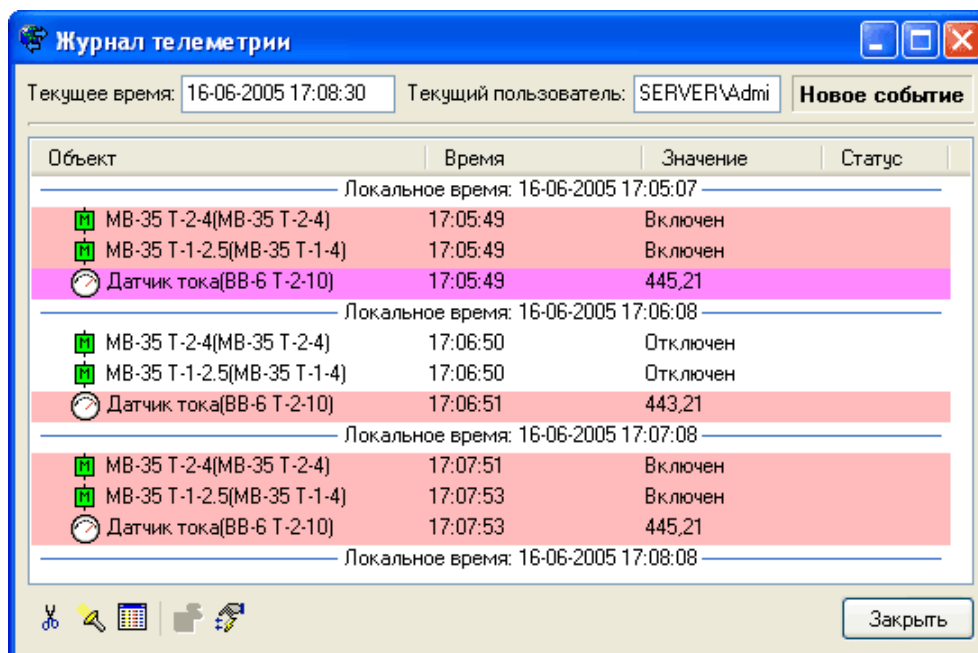 Журнал телеметрии
Текущее время: 16-06-2005 17:08:30 Текущий пользователь: SERVER\Admi Новое событие
Объект Время Значение Статус
Локальное время: 16-06-2005 17:05:07
М МВ-35 Т-2-4(МВ-35 Т-2-4) 17:05:49 Включен
М МВ-35 Т-1-2.5(МВ-35 Т-1-4) 17:05:49 Включен
Датчик тока(ВВ-6 Т-2-10) 17:05:49 445,21
Локальное время: 16-06-2005 17:06:08
М МВ-35 Т-2-4(МВ-35 Т-2-4) 17:06:50 Отключен
М МВ-35 Т-1-2.5(МВ-35 Т-1-4) 17:06:50 Отключен
Датчик тока(ВВ-6 Т-2-10) 17:06:51 443,21
Локальное время: 16-06-2005 17:07:08
М МВ-35 Т-2-4(МВ-35 Т-2-4) 17:07:51 Включен
М МВ-35 Т-1-2.5(МВ-35 Т-1-4) 17:07:53 Включен
Датчик тока(ВВ-6 Т-2-10) 17:07:53 445,21
Локальное время: 16-06-2005 17:08:08
Закрыть